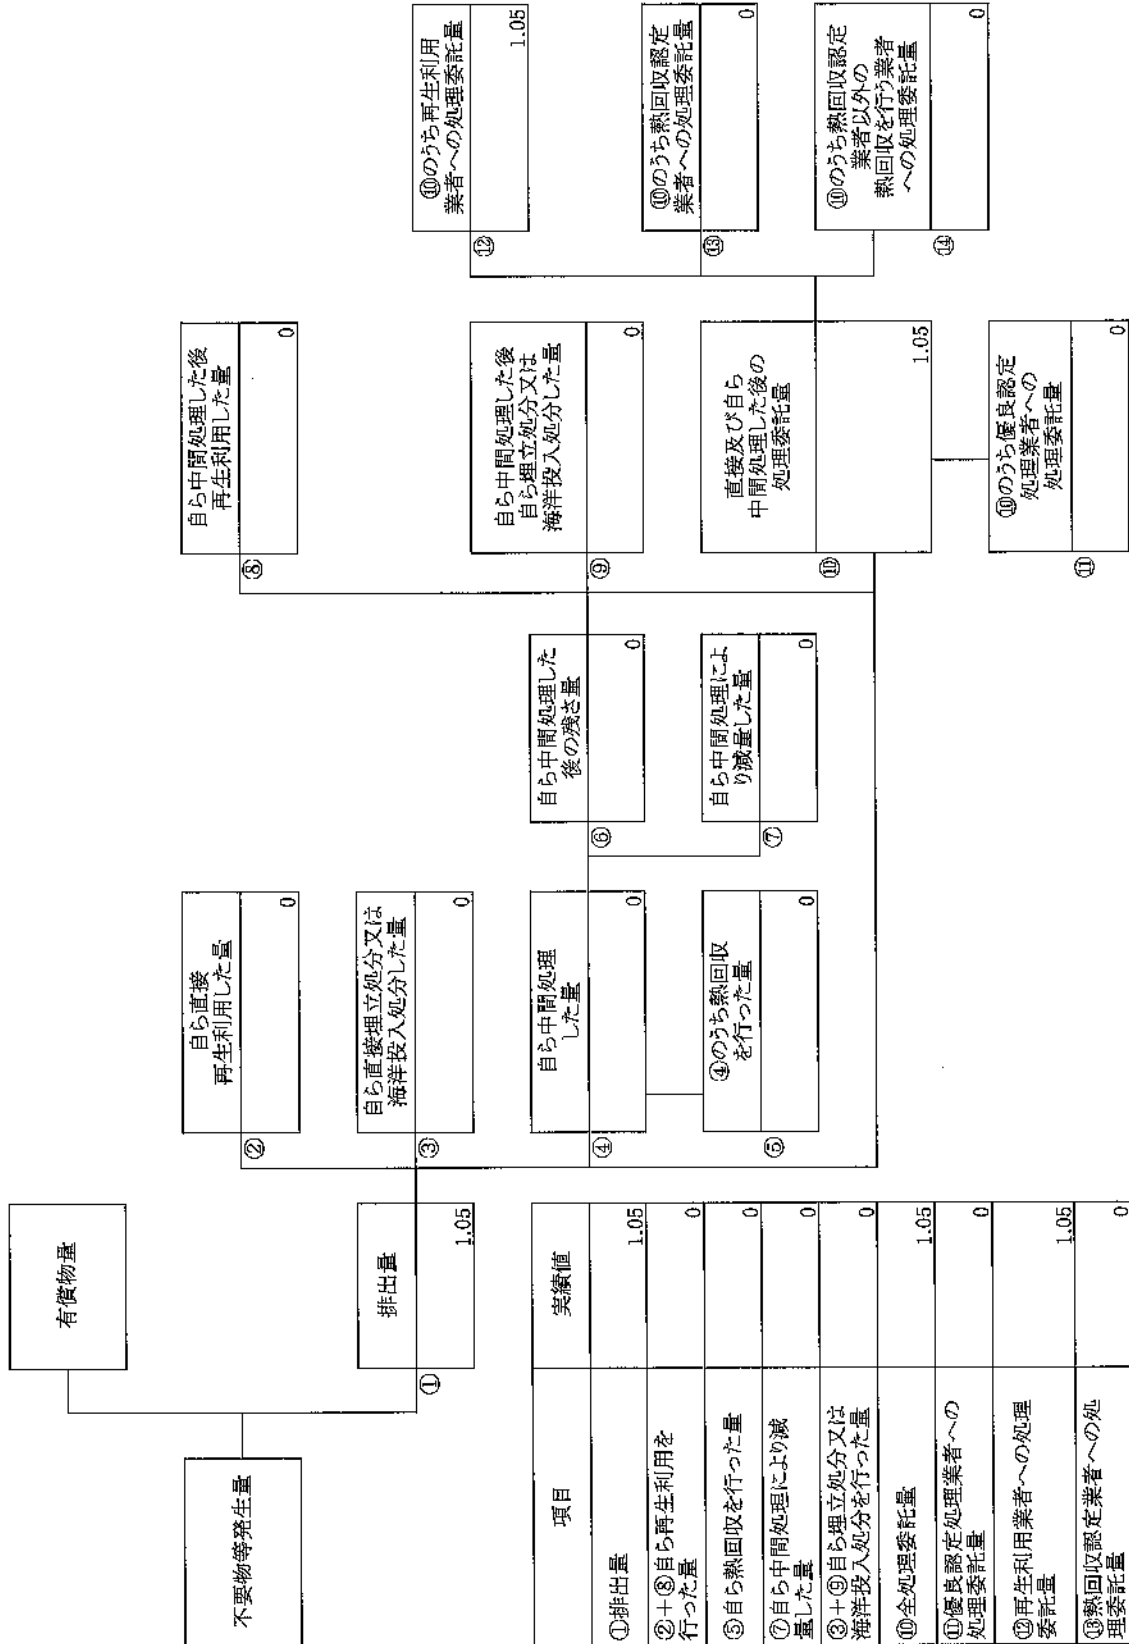 不要物等発生量
有償物量
①
排出量
1.05
②
自ら直接
再生利用した量
0
③
自ら直接埋立処分又は
海洋投入処分した量
0
④
自ら中間処理
した量
0
⑤
④のうち熱回収
を行った量
0
⑥
自ら中間処理した
後の残さ量
0
⑦
自ら中間処理によ
り減量した量
0
⑧
自ら中間処理した後
再生利用した量
0
⑨
自ら中間処理した後
自ら埋立処分又は
海洋投入処分した量
0
⑩
直接及び自ら
中間処理した後の
処理委託量
1.05
⑪
⑩のうち優良認定
処理業者への
処理委託量
0
⑫
⑩のうち再生利用
業者への処理委託量
1.05
⑬
⑩のうち熱回収認定
業者への処理委託量
0
⑭
⑩のうち熱回収認定
業者以外の
熱回収を行う業者
への処理委託量
0
項目 実績値
①排出量 1.05
②+⑧自ら再生利用を
行った量 0
⑤自ら熱回収を行った量 0
⑦自ら中間処理により減
量した量 0
③+⑨自ら埋立処分又は
海洋投入処分を行った量 0
⑩全処理委託量 1.05
⑪優良認定処理業者への
処理委託量 0
⑫再生利用業者への処理
委託量 1.05
⑬熱回収認定業者への処
理委託量 0